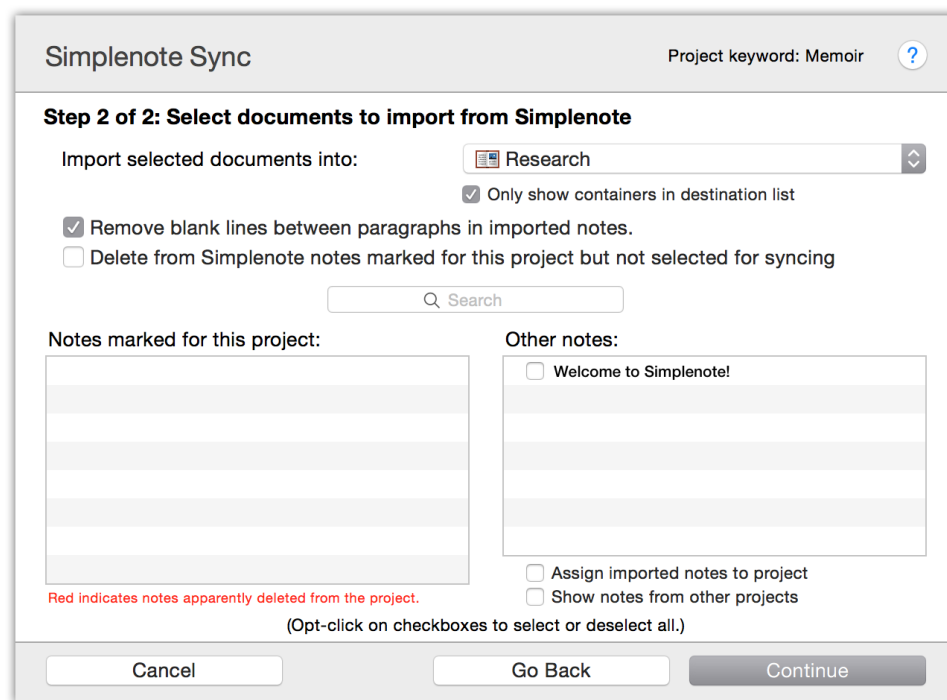 Simplenote Sync
Project keyword: Memoir
?
Step 2 of 2: Select documents to import from Simplenote
Import selected documents into:
Research
Only show containers in destination list
Remove blank lines between paragraphs in imported notes.
Delete from Simplenote notes marked for this project but not selected for syncing
Search
Notes marked for this project:
Other notes:
Welcome to Simplenote!
Assign imported notes to project
Red indicates notes apparently deleted from the project.
Show notes from other projects
(Opt-click on checkboxes to select or deselect all.)
Cancel
Go Back
Continue